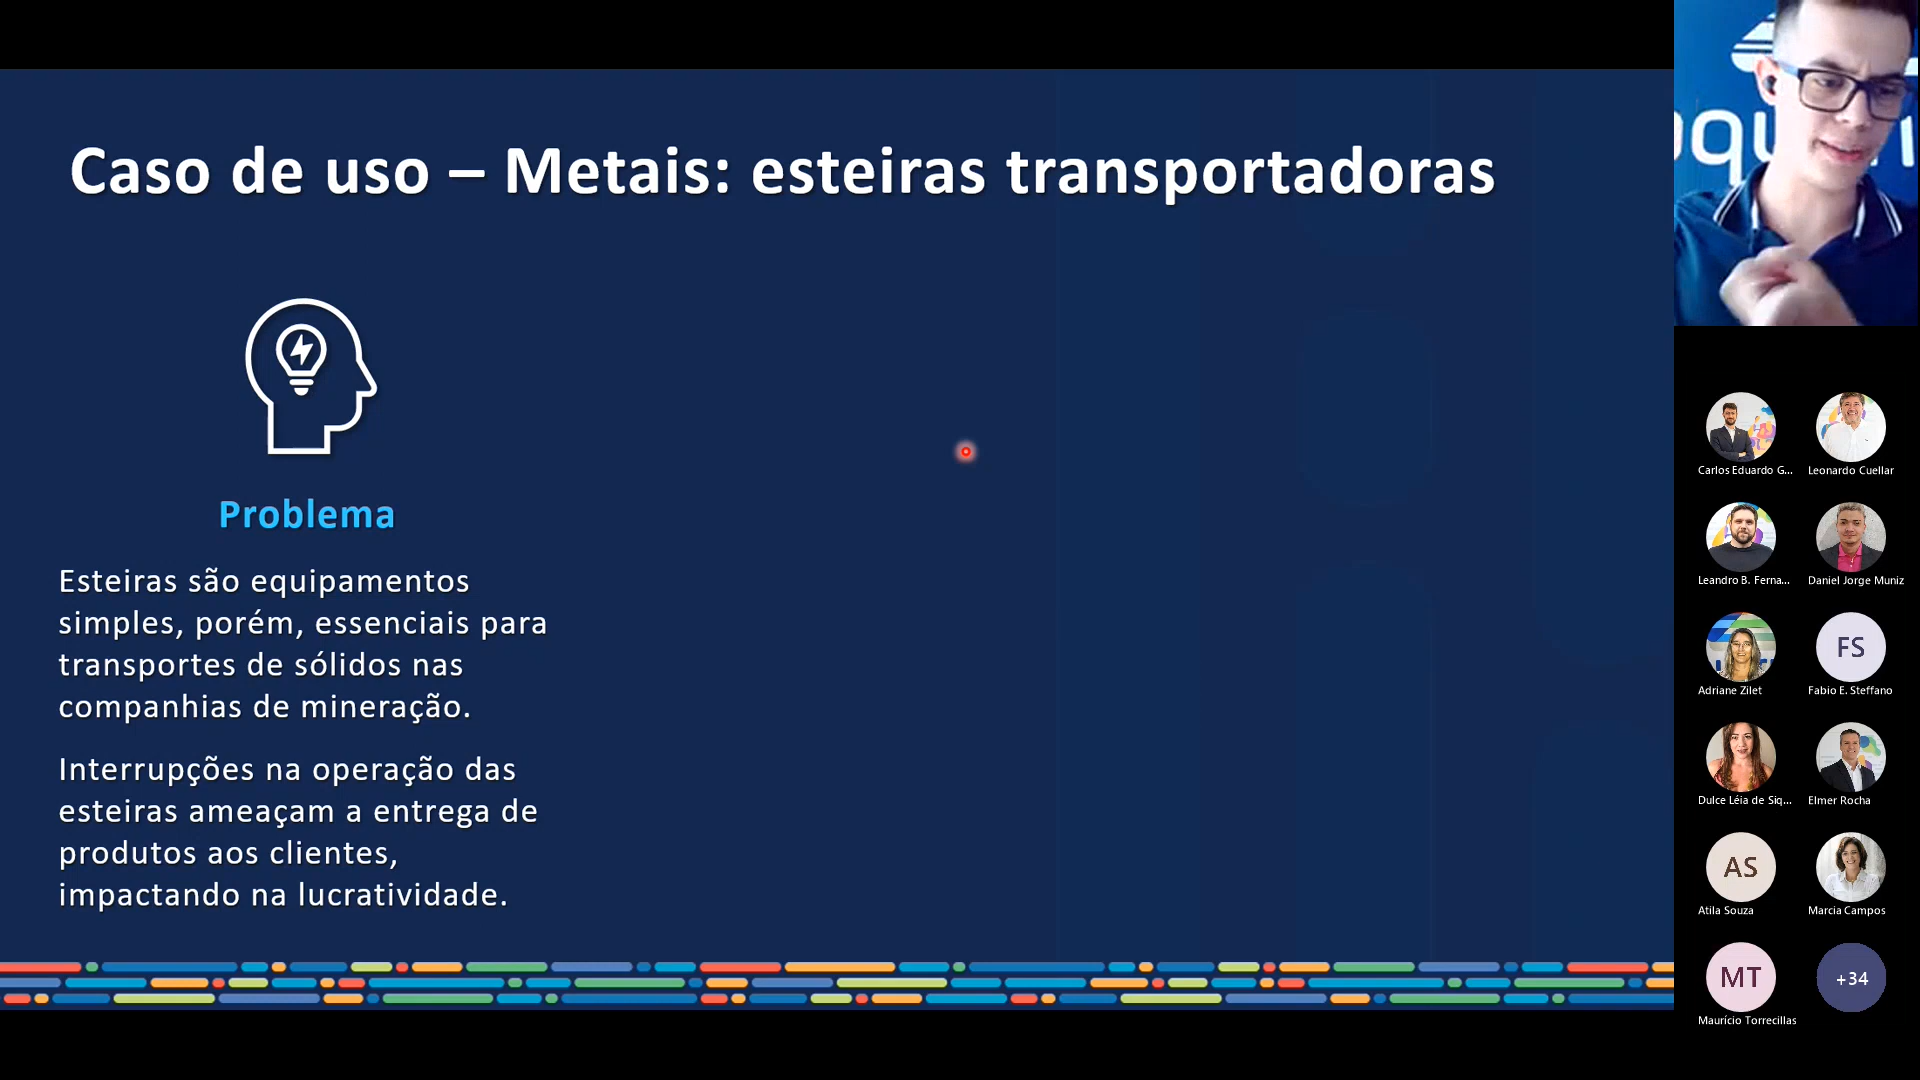 Caso de uso – Metais: esteiras transportadoras
Problema
Esteiras são equipamentos
simples, porém, essenciais para
transportes de sólidos nas
companhias de mineração.
Interrupções na operação das
esteiras ameaçam a entrega de
produtos aos clientes,
impactando na lucratividade.
Carlos Eduardo G...
Leonardo Cuellar
Leandro B. Ferna...
Daniel Jorge Muniz
Adriane Zilet
FS
Fabio E. Steffano
Dulce Léia de Siq...
Elmer Rocha
AS
Atila Souza
Marcia Campos
MT
Maurício Torrecillas
+34